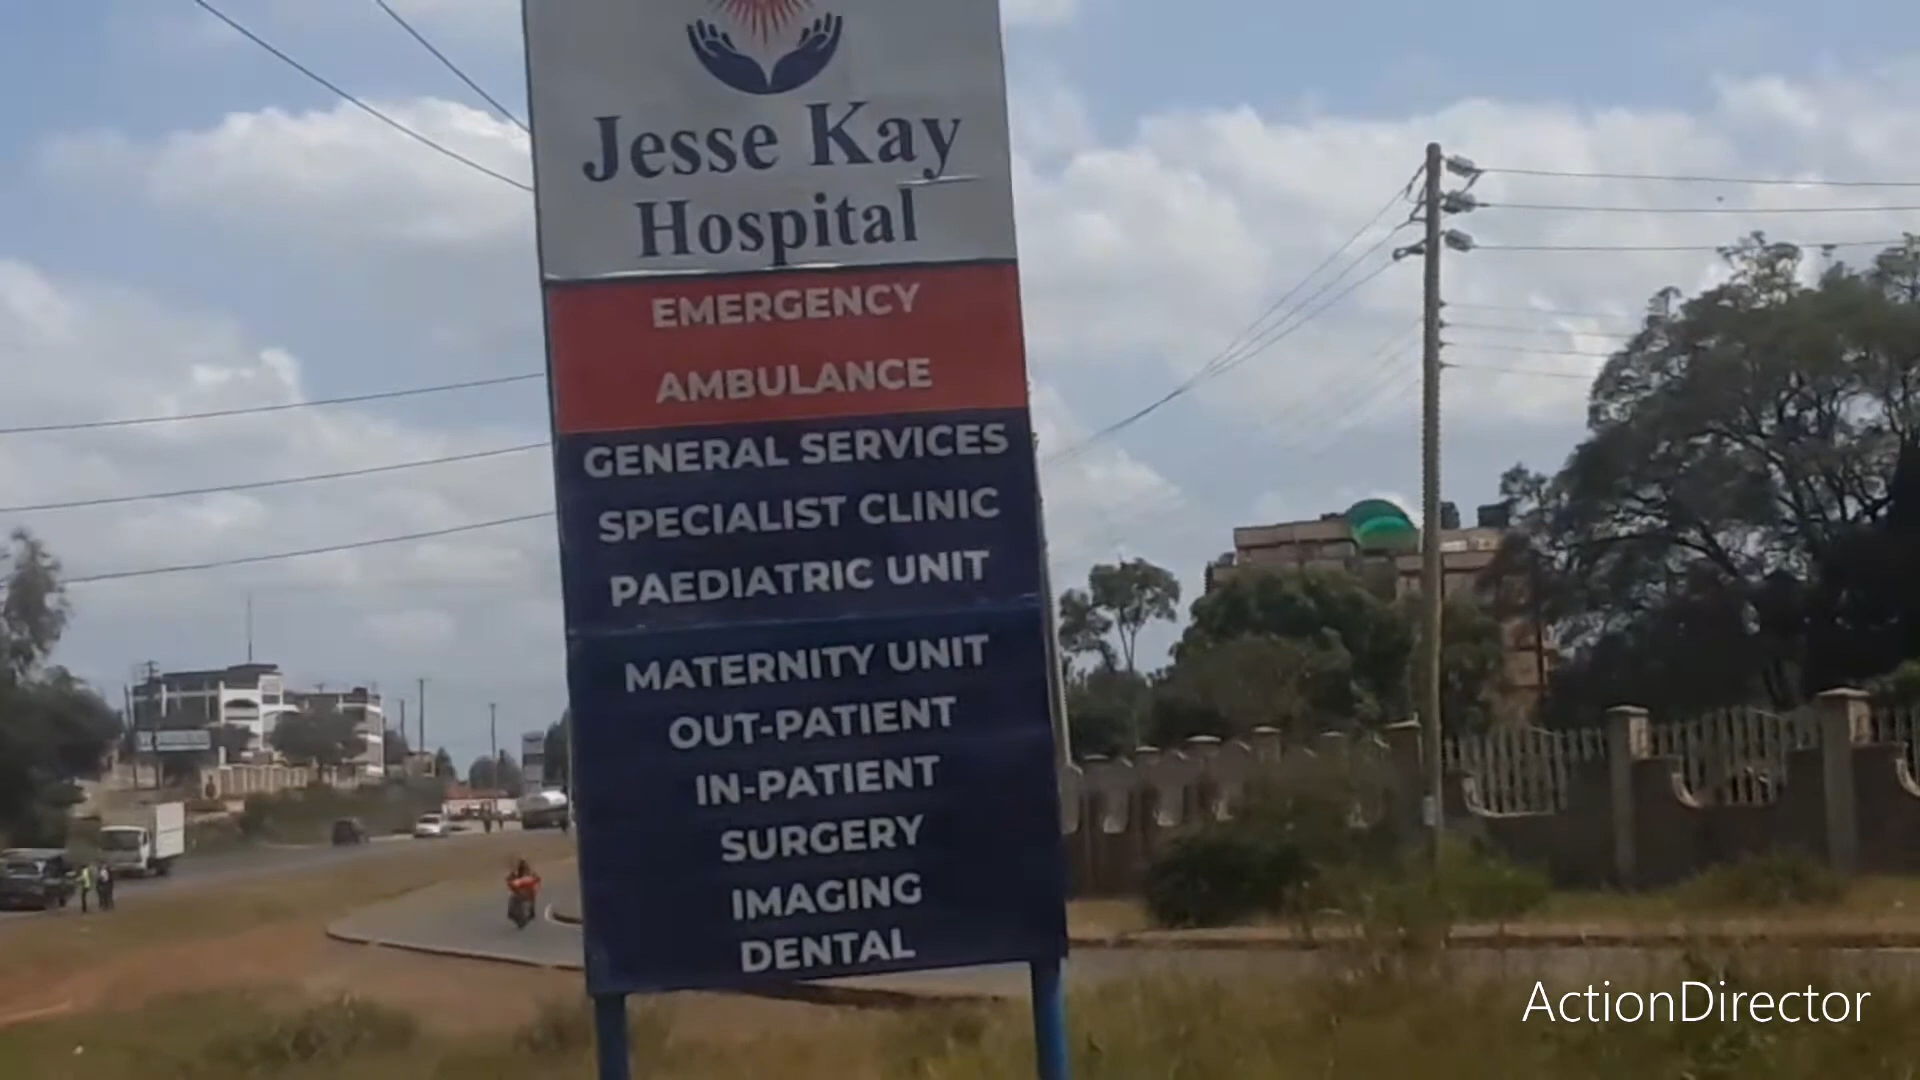 Jesse Kay
Hospital
EMERGENCY
AMBULANCE
GENERAL SERVICES
SPECIALIST CLINIC
PAEDIATRIC UNIT
MATERNITY UNIT
OUT-PATIENT
IN-PATIENT
SURGERY
IMAGING
DENTAL
ActionDirector